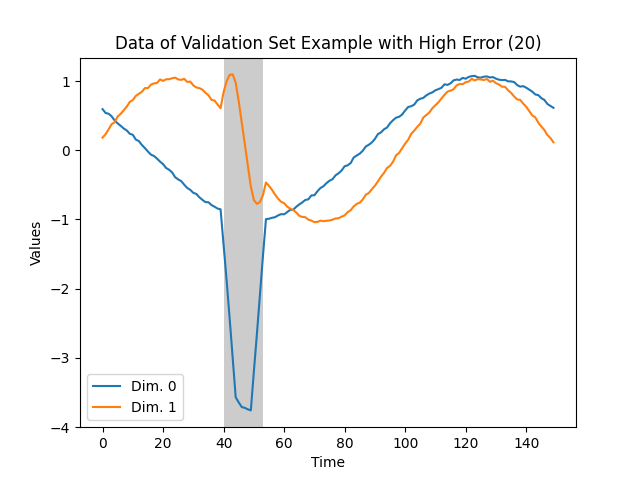 Data of Validation Set Example with High Error (20)
1
0
−1
−2
−3
−4
Values
Dim. 0
Dim. 1
0 20 40 60 80 100 120 140
Time